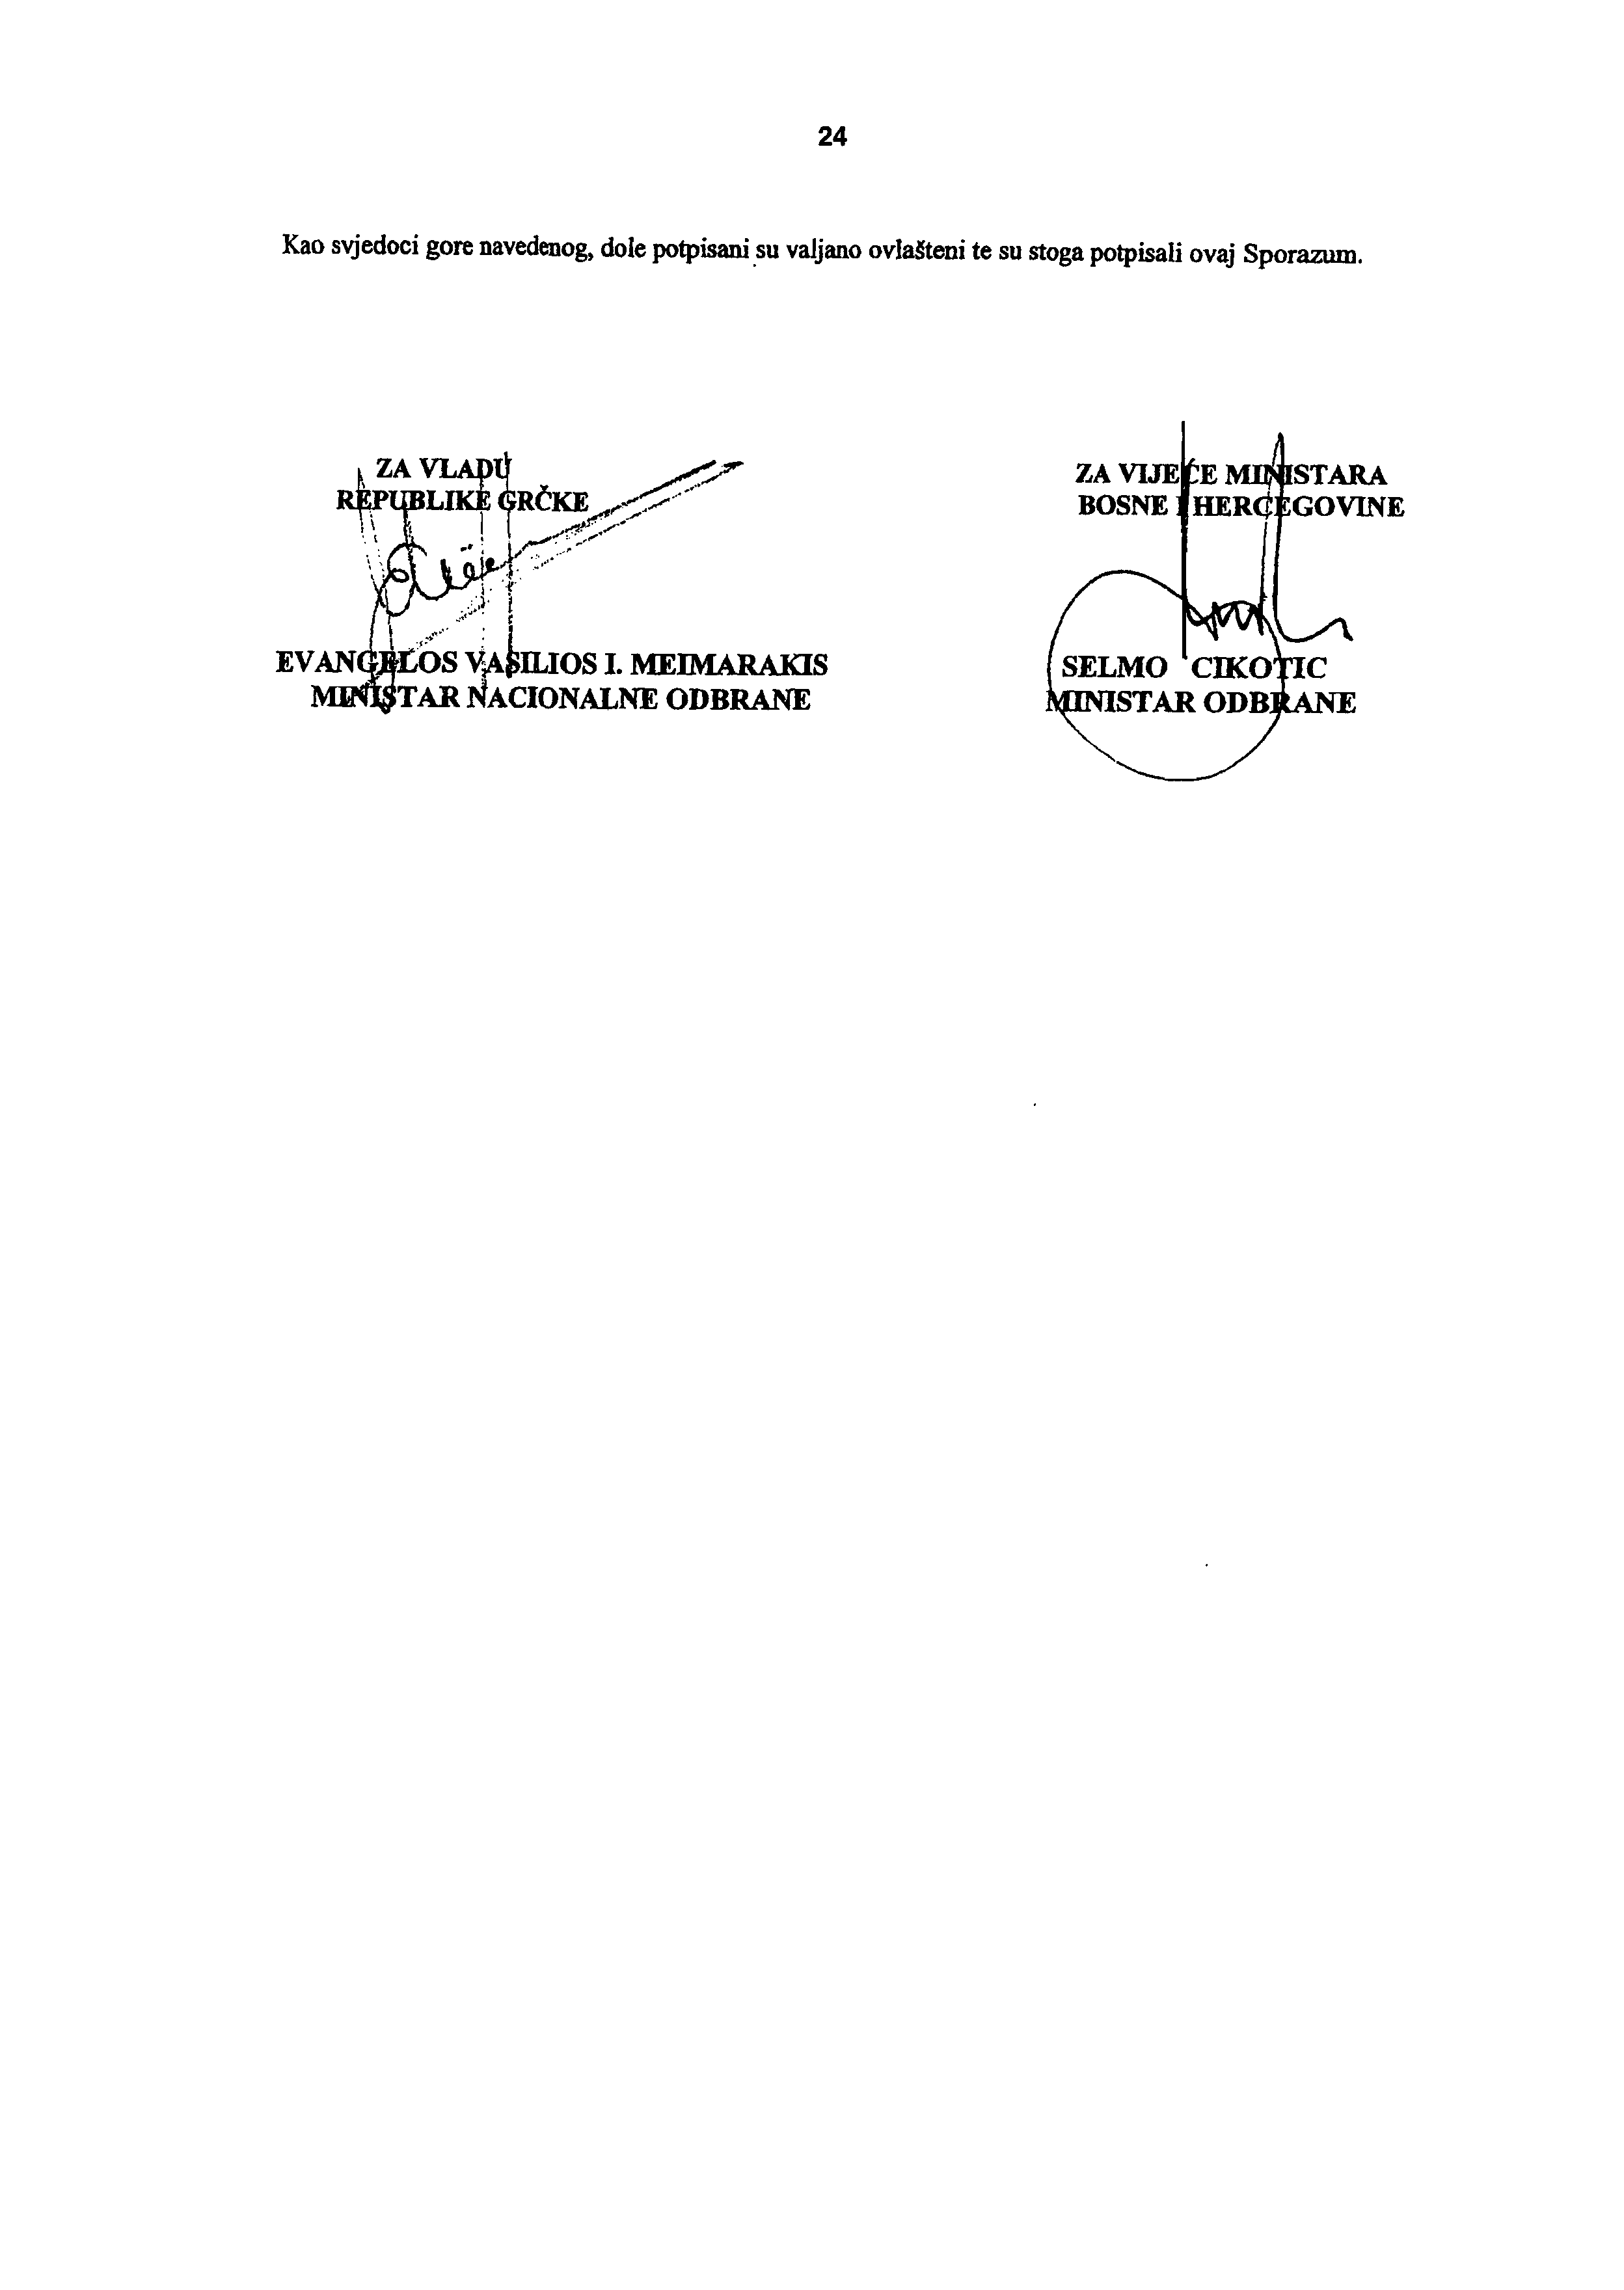 24
Kao svjedoci gore navedenog, dole potpisani su valjano ovlašteni te su stoga potpisali ovaj Sporazum.
ZA VLADU
REPUBLIKE GRČKE
EVANGELOS VASILIOS I. MEIMARAKIS
MINISTAR NACIONALNE ODBRANE
ZA VIJEĆE MINISTARA
BOSNE I HERCEGOVINE
SELMO CIKOTIC
MINISTAR ODBRANE